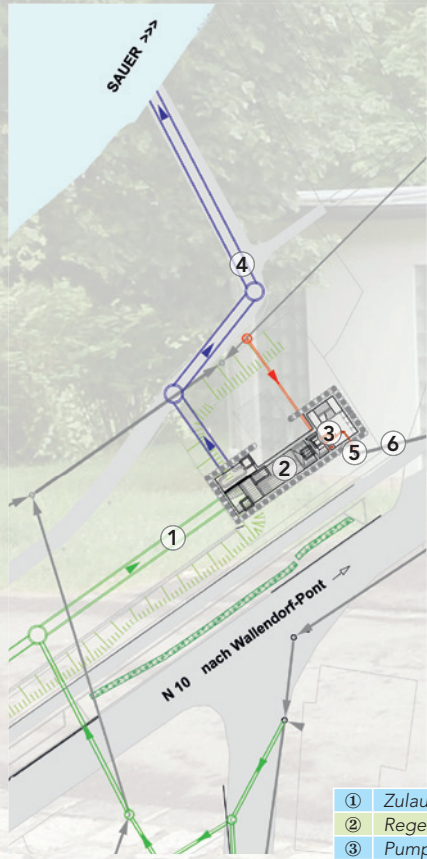 SAUER >>>
4
3
2
5
6
1
N 10 nach Wallendorf-Pont
① Zulau
② Rege
③ Pump